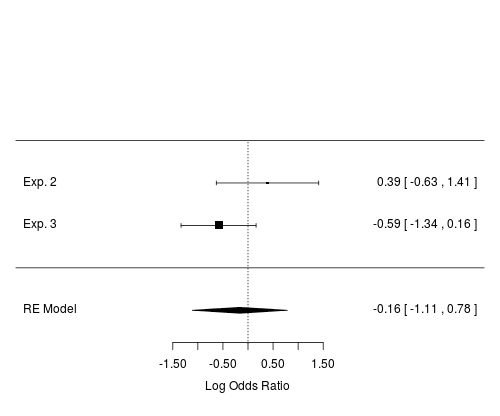 Exp. 2 0.39 [ -0.63 , 1.41 ]
Exp. 3 -0.59 [ -1.34 , 0.16 ]
RE Model -0.16 [ -1.11 , 0.78 ]
-1.50 -0.50 0.50 1.50
Log Odds Ratio